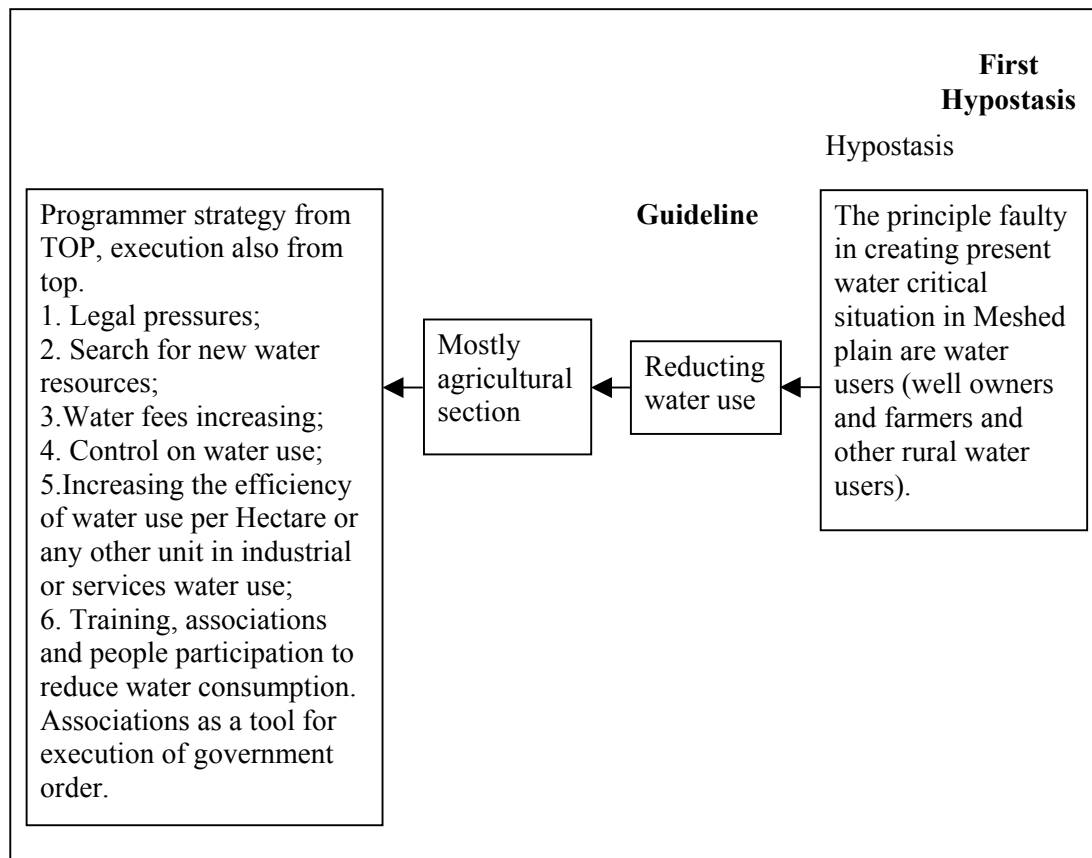 First
Hypostasis
Hypostasis
Guideline
The principle faulty
in creating present
water critical
situation in Meshed
plain are water
users (well owners
and farmers and
other rural water
users).
Reducting
water use
Mostly
agricultural
section
Programmer strategy from
TOP, execution also from
top.
1. Legal pressures;
2. Search for new water
resources;
3.Water fees increasing;
4. Control on water use;
5.Increasing the efficiency
of water use per Hectare or
any other unit in industrial
or services water use;
6. Training, associations
and people participation to
reduce water consumption.
Associations as a tool for
execution of government
order.